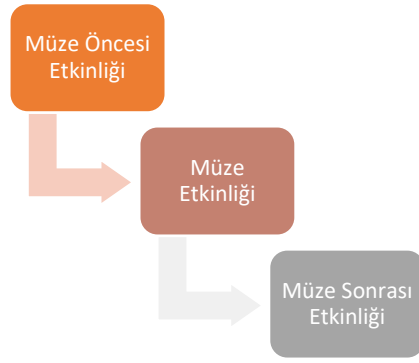 Müze Öncesi
Etkinliği
Müze
Etkinliği
Müze Sonrası
Etkinliği